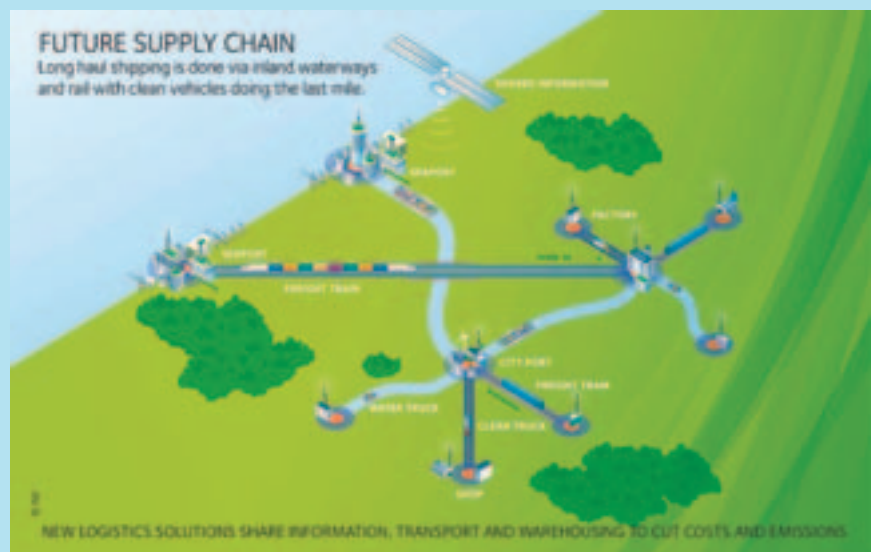 FUTURE SUPPLY CHAIN
Long haul shipping is done via inland waterways
and rail with clean vehicles doing the last mile.
SHARED INFORMATION
SEAPORT
FACTORY
SEAPORT
FREIGHT TRAIN
CITY PORT
FREIGHT TRAM
WATER TRUCK
CLEAN TRUCK
SHOP
NEW LOGISTICS SOLUTIONS SHARE INFORMATION, TRANSPORT AND WAREHOUSING TO CUT COSTS AND EMISSIONS